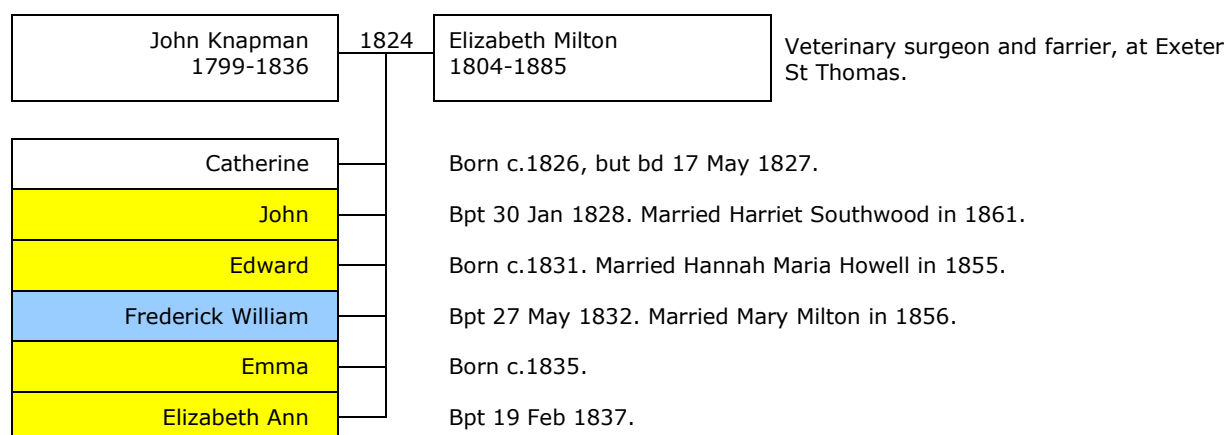 John Knapman 1824 Elizabeth Milton
1799-1836 1804-1885
Veterinary surgeon and farrier, at Exeter
St Thomas.
Catherine Born c.1826, but bd 17 May 1827.
John Bpt 30 Jan 1828. Married Harriet Southwood in 1861.
Edward Born c.1831. Married Hannah Maria Howell in 1855.
Frederick William Bpt 27 May 1832. Married Mary Milton in 1856.
Emma Born c.1835.
Elizabeth Ann Bpt 19 Feb 1837.